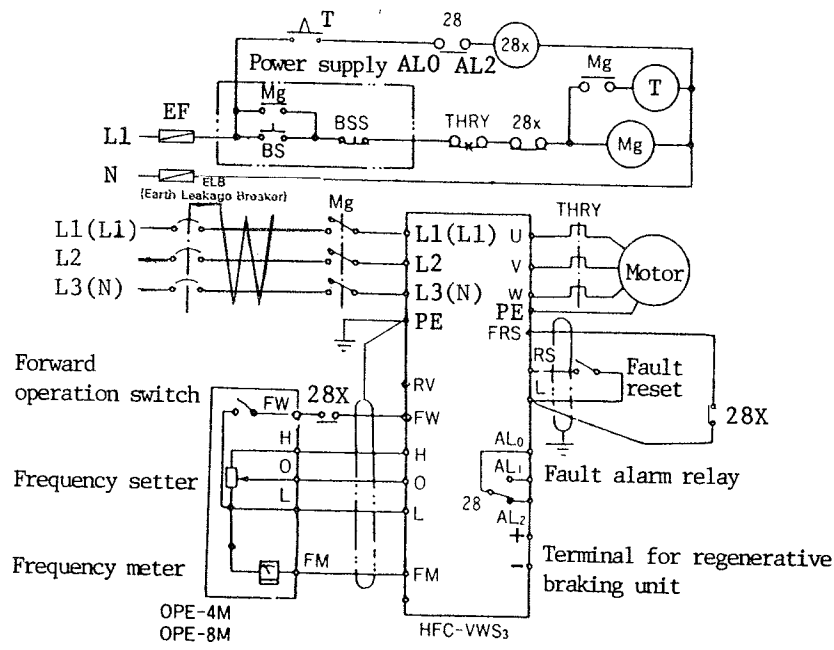 T
28
28x
Power supply AL0 AL2
Mg
Mg
T
EF
BSS
THRY
28x
L1
BS
Mg
N
ELB
(Earth Leakago Breaker)
Mg
THRY
L1(L1)
L1(L1)
U
L2
L2
V
Motor
L3(N)
L3(N)
W
PE
PE
FRS
RS
Fault
reset
L
28X
Forward
operation switch
RV
28X
FW
FW
H
H
AL0
O
O
AL1
Fault alarm relay
Frequency setter
L
L
28
AL2
+
Terminal for regenerative
braking unit
−
Frequency meter
FM
FM
OPE-4M
OPE-8M
HFC-VWS3